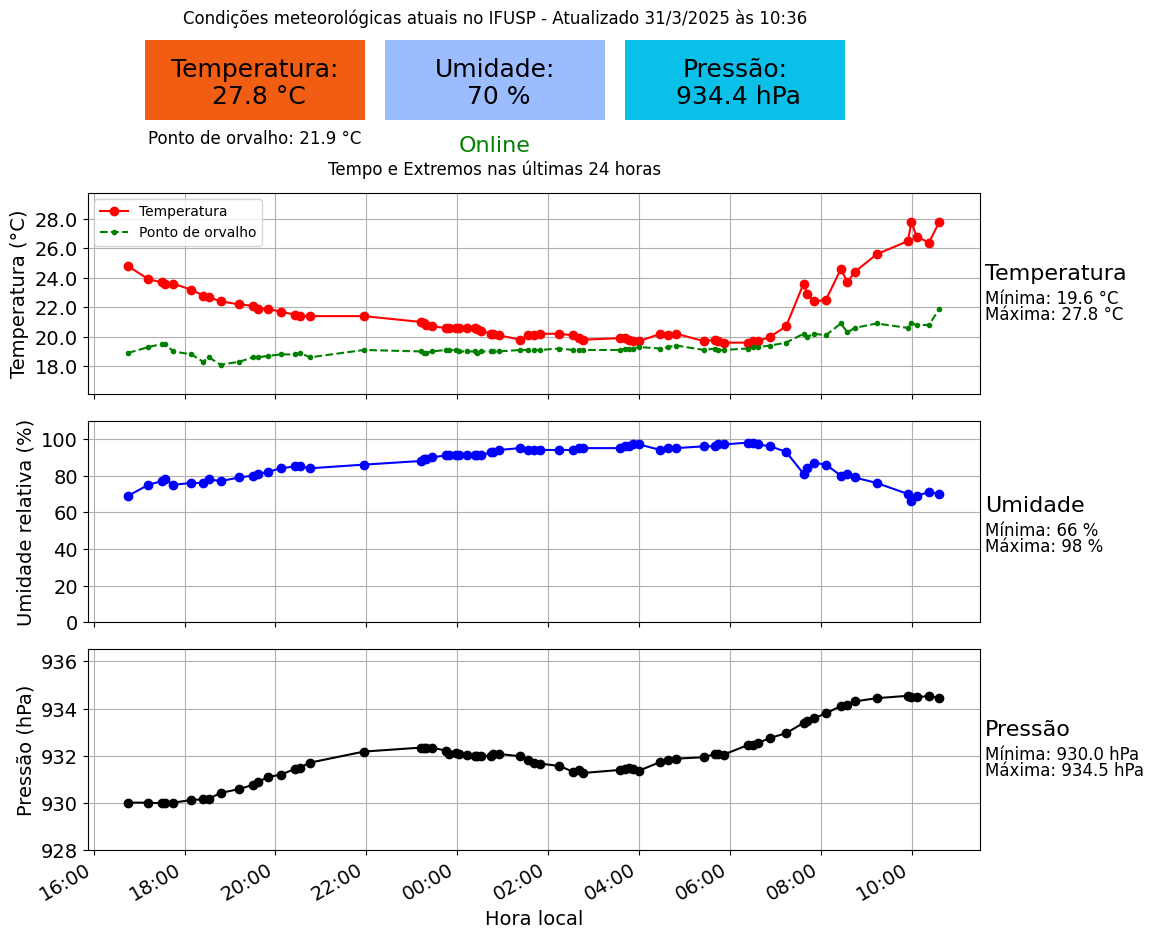 Condições meteorológicas atuais no IFUSP - Atualizado 31/3/2025 às 10:36
Temperatura:
27.8 °C
Umidade:
70 %
Pressão:
934.4 hPa
Ponto de orvalho: 21.9 °C
Online
Tempo e Extremos nas últimas 24 horas
Temperatura (°C)
28.0
26.0
24.0
22.0
20.0
18.0
Temperatura
Ponto de orvalho
Temperatura
Mínima: 19.6 °C
Máxima: 27.8 °C
Umidade relativa (%)
100
80
60
40
20
0
Umidade
Mínima: 66 %
Máxima: 98 %
Pressão (hPa)
936
934
932
930
928
Pressão
Mínima: 930.0 hPa
Máxima: 934.5 hPa
16:00
18:00
20:00
22:00
00:00
02:00
04:00
06:00
08:00
10:00
Hora local